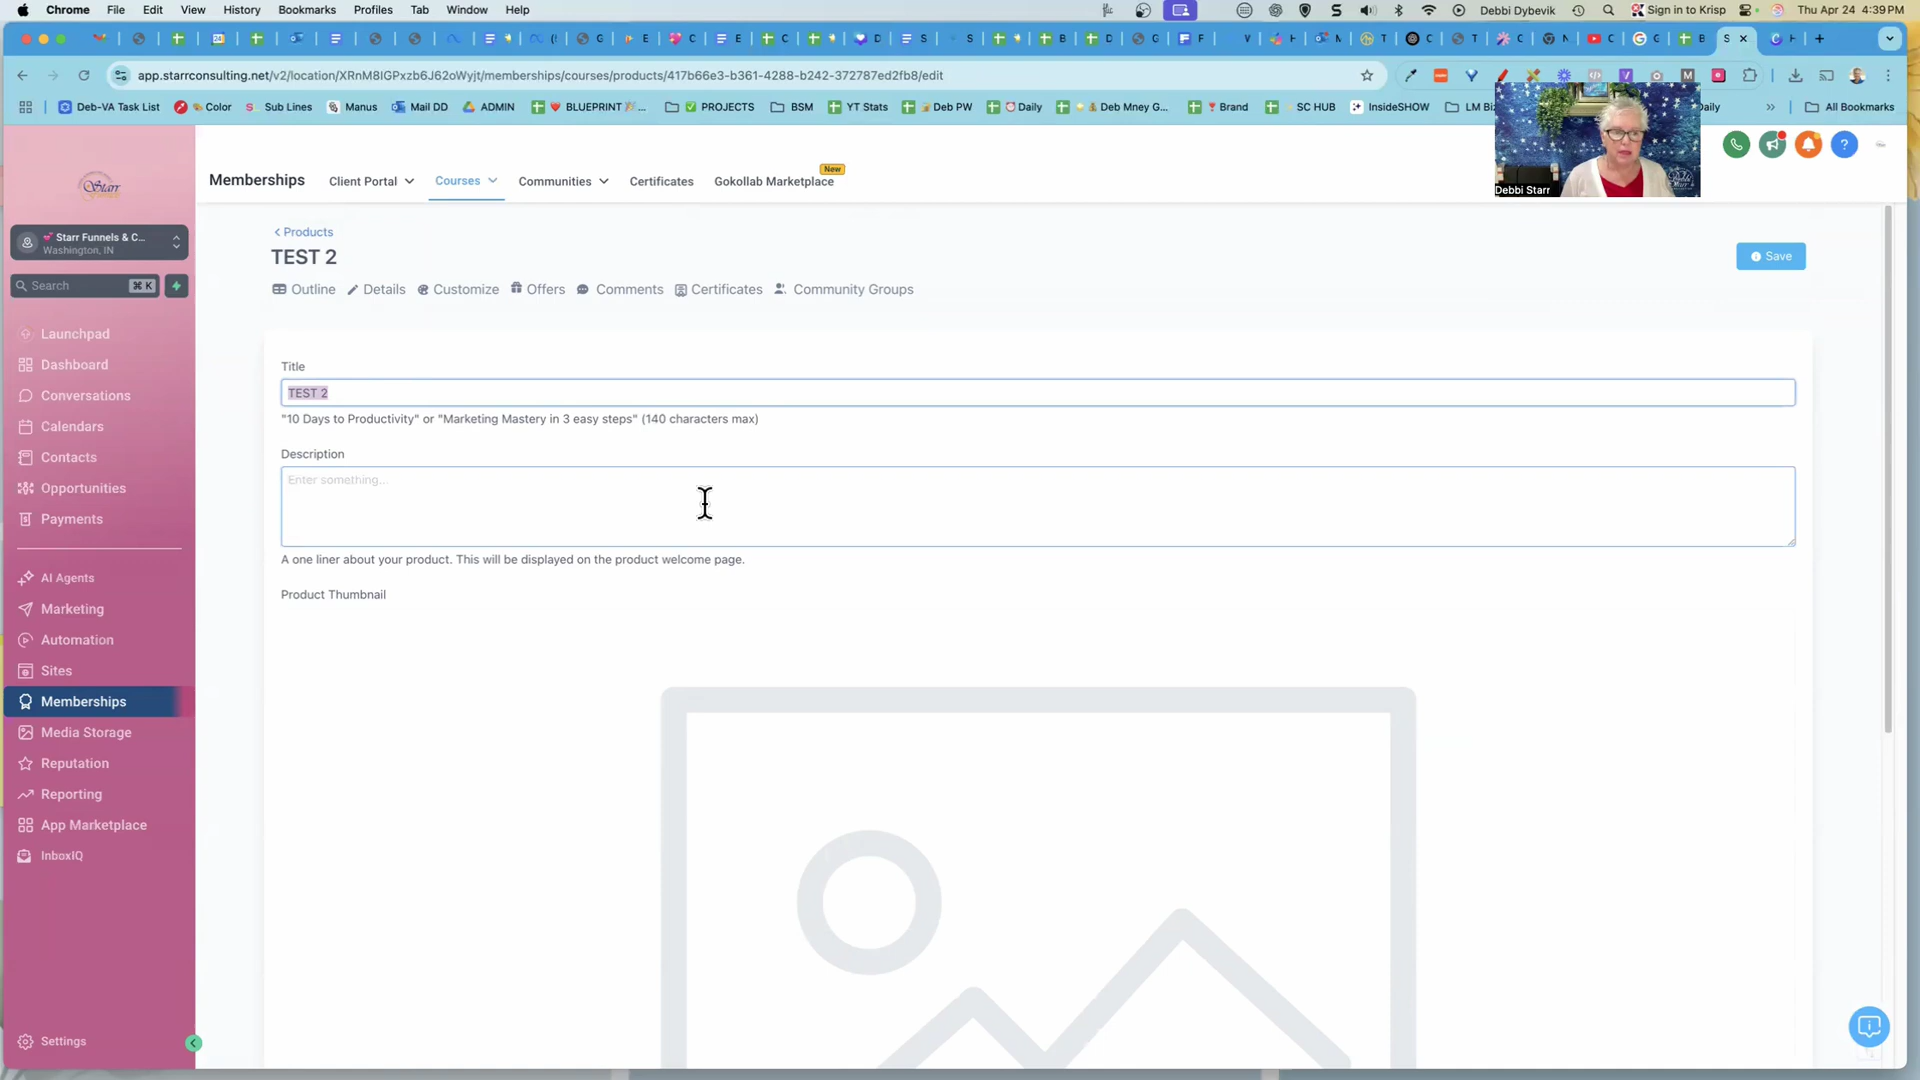 Chrome File Edit View History Bookmarks Profiles Tab Window Help Debbi Dybevik Sign in to Krisp Thu Apr 24 4:39 PM
app.starrconsulting.net/v2/location/XRnM8IGPxzb6J62oWyjt/memberships/courses/products/417b66e3-b361-4288-b242-372787ed2fb8/edit
Deb-VA Task List Color Sub Lines Manus Mail DD ADMIN BLUEPRINT PROJECTS BSM YT Stats Deb PW Daily Deb Mney G... Brand SC HUB InsideSHOW LM Biz All Bookmarks
Debbi Starr
Starr
Memberships Client Portal Courses Communities Certificates Gokollab Marketplace New
Starr Funnels & C...
Washington, IN
Search ⌘ K
Launchpad
Dashboard
Conversations
Calendars
Contacts
Opportunities
Payments
AI Agents
Marketing
Automation
Sites
Memberships
Media Storage
Reputation
Reporting
App Marketplace
InboxIQ
Settings
Products
TEST 2
Save
Outline Details Customize Offers Comments Certificates Community Groups
Title
TEST 2
"10 Days to Productivity" or "Marketing Mastery in 3 easy steps" (140 characters max)
Description
Enter something...
A one liner about your product. This will be displayed on the product welcome page.
Product Thumbnail